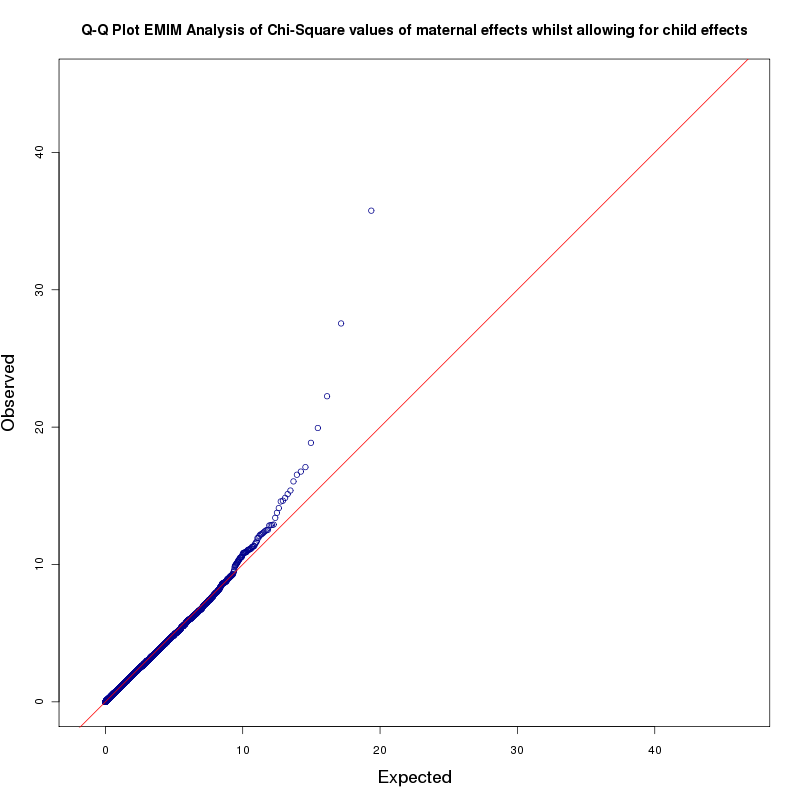 Q-Q Plot EMIM Analysis of Chi-Square values of maternal effects whilst allowing for child effects
Observed
40
30
20
10
0
0 10 20 30 40
Expected